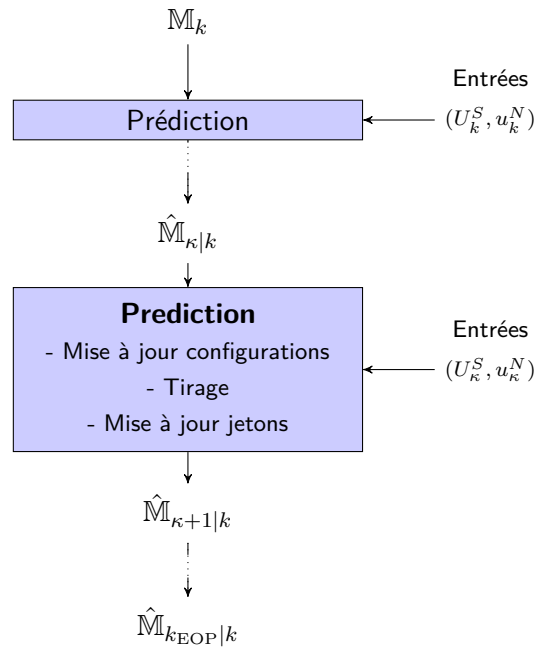 𝕄_k
Entrées
Prédiction
(U_k^S, u_k^N)
𝕄̂_{κ|k}
Prediction
- Mise à jour configurations
- Tirage
- Mise à jour jetons
Entrées
(U_κ^S, u_κ^N)
𝕄̂_{κ+1|k}
𝕄̂_{k_EOP|k}